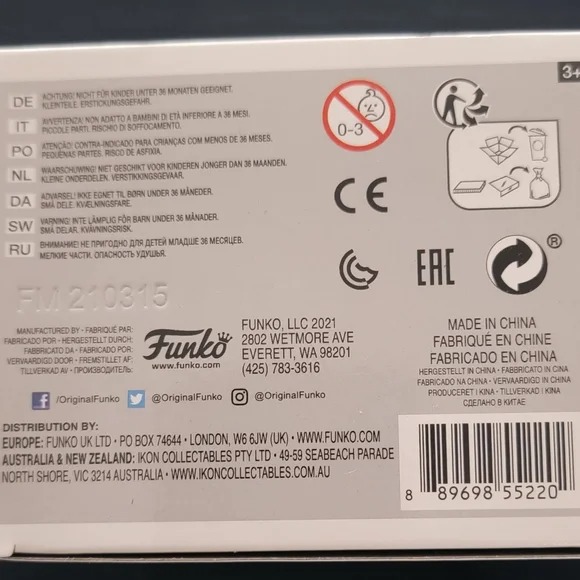 3+
DE ACHTUNG! NICHT FÜR KINDER UNTER 36 MONATEN GEEIGNET.
KLEINTEILE. ERSTICKUNGSGEFAHR.
IT AVVERTENZA: NON ADATTO A BAMBINI DI ETÀ INFERIORE A 36 MESI.
PICCOLE PARTI. RISCHIO DI SOFFOCAMENTO.
PO ATENÇÃO: CONTRA-INDICADO PARA CRIANÇAS COM MENOS DE 36 MESES.
PEQUENAS PARTES. RISCO DE ASFIXIA.
NL WAARSCHUWING! NIET GESCHIKT VOOR KINDEREN JONGER DAN 36 MAANDEN.
KLEINE ONDERDELEN. VERSTIKKINGSGEVAAR.
DA ADVARSEL! IKKE EGNET TIL BØRN UNDER 36 MÅNEDER.
SMÅ DELE. KVÆLNINGSFARE.
SW VARNING! INTE LÄMPLIG FÖR BARN UNDER 36 MÅNADER.
SMÅ DELAR. KVÄVNINGSRISK.
RU ВНИМАНИЕ! НЕ ПРИГОДНО ДЛЯ ДЕТЕЙ МЛАДШЕ 36 МЕСЯЦЕВ.
МЕЛКИЕ ЧАСТИ. ОПАСНОСТЬ УДУШЬЯ.
0-3
CE
EAC
®
FM 210315
MANUFACTURED BY • FABRIQUÉ PAR:
FABRICADO POR • HERGESTELLT DURCH:
FABBRICATO DA • FABRICADO POR:
VERVAARDIGD DOOR • FREMSTILLET AF:
TILLVERKAD AV • ПРОИЗВОДИТЕЛЬ:
Funko
www.funko.com
FUNKO, LLC 2021
2802 WETMORE AVE
EVERETT, WA 98201
(425) 783-3616
MADE IN CHINA
FABRIQUÉ EN CHINE
FABRICADO EN CHINA
HERGESTELLT IN CHINA • FABBRICATO IN CINA
FABRICADO NA CHINA • VERVAARDIGD IN CHINA
PRODUCERET I KINA • TILLVERKAD I KINA
СДЕЛАНО В КИТАЕ
/OriginalFunko @OriginalFunko @OriginalFunko
DISTRIBUTION BY:
EUROPE: FUNKO UK LTD • PO BOX 74644 • LONDON, W6 6JW (UK) • WWW.FUNKO.COM
AUSTRALIA & NEW ZEALAND: IKON COLLECTABLES PTY LTD • 49-59 SEABEACH PARADE
NORTH SHORE, VIC 3214 AUSTRALIA • WWW.IKONCOLLECTABLES.COM.AU
8 89698 55220